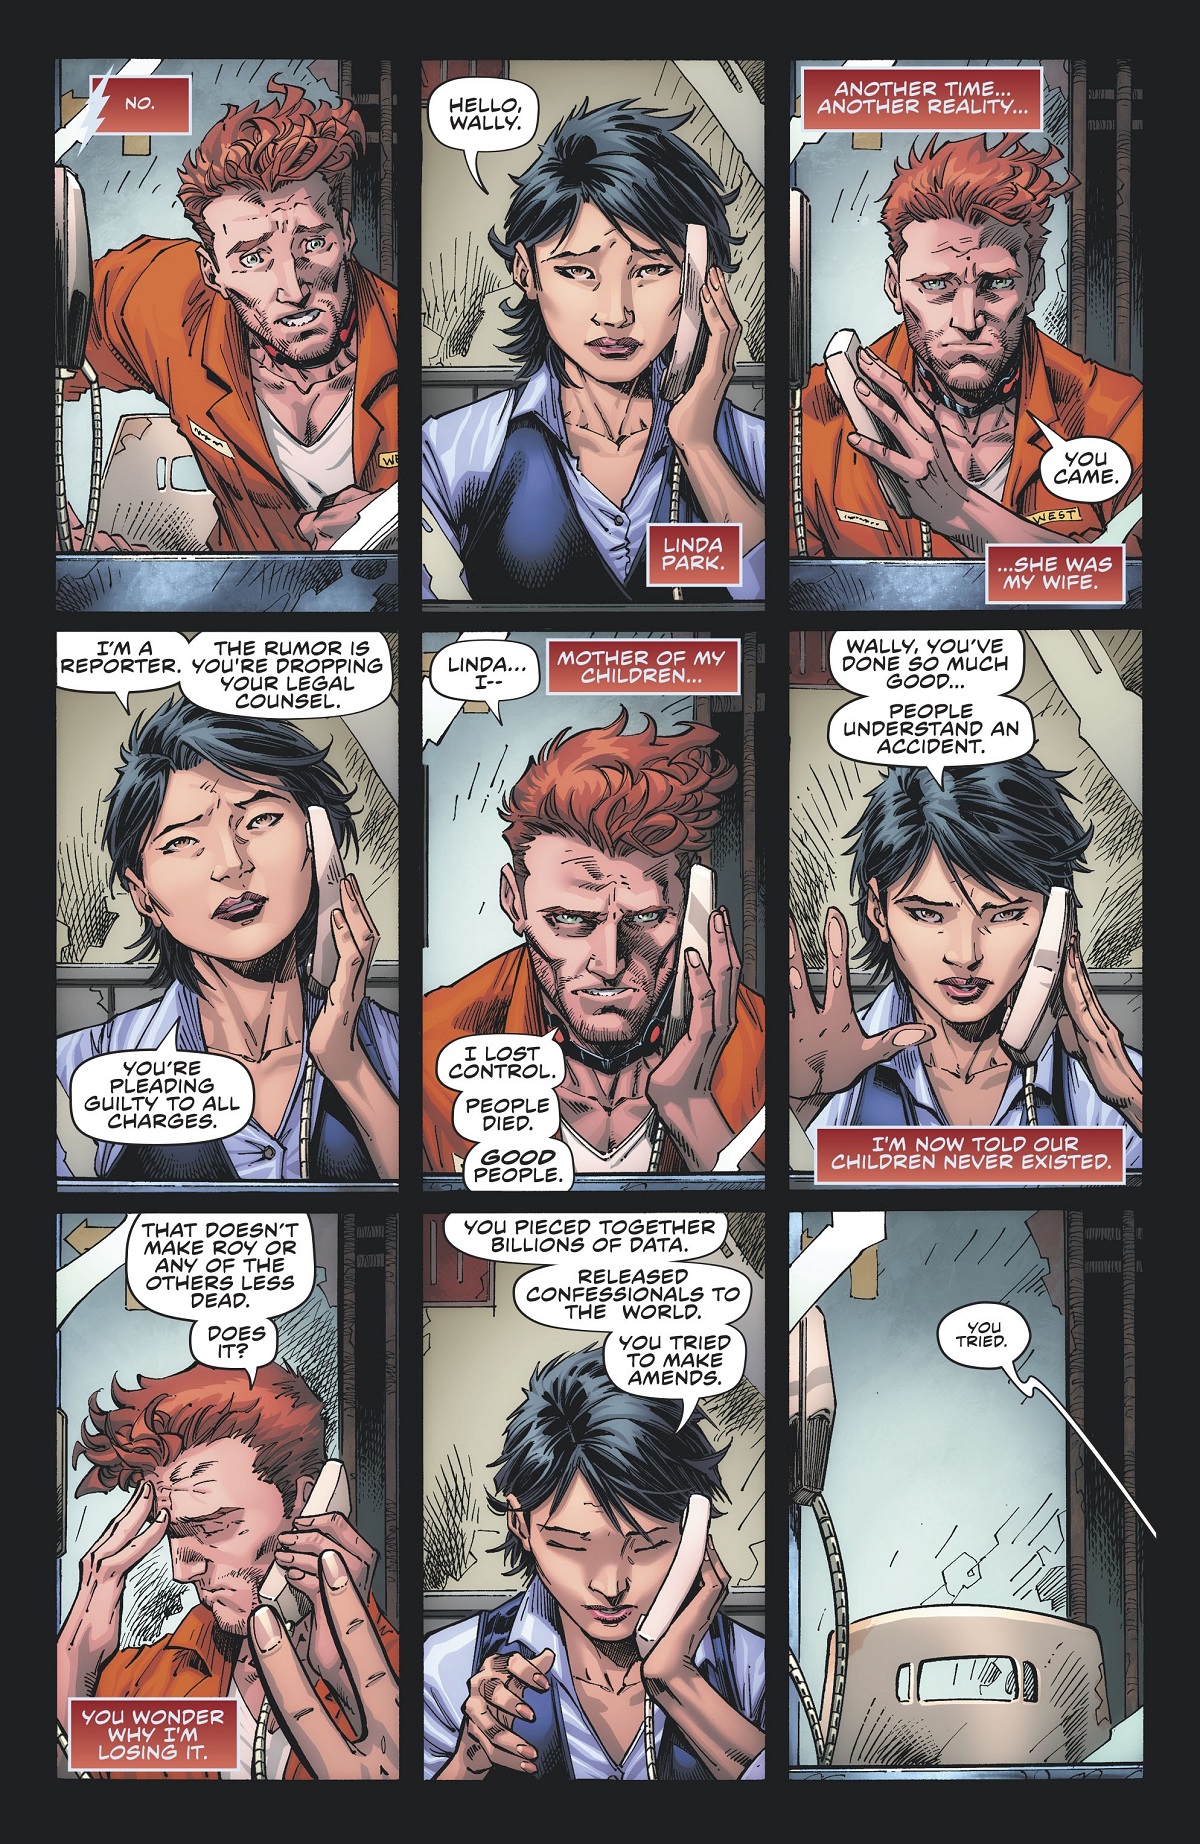 NO.
HELLO,
WALLY.
LINDA
PARK.
ANOTHER TIME...
ANOTHER REALITY...
YOU
CAME.
WEST
...SHE WAS
MY WIFE.
I'M A
REPORTER.
THE RUMOR IS
YOU'RE DROPPING
YOUR LEGAL
COUNSEL.
YOU'RE
PLEADING
GUILTY TO ALL
CHARGES.
LINDA...
I--
MOTHER OF MY
CHILDREN...
I LOST
CONTROL.
PEOPLE
DIED.
GOOD
PEOPLE.
WALLY, YOU'VE
DONE SO MUCH
GOOD...
PEOPLE
UNDERSTAND AN
ACCIDENT.
I'M NOW TOLD OUR
CHILDREN NEVER EXISTED.
THAT DOESN'T
MAKE ROY OR
ANY OF THE
OTHERS LESS
DEAD.
DOES
IT?
YOU WONDER
WHY I'M
LOSING IT.
YOU PIECED TOGETHER
BILLIONS OF DATA.
RELEASED
CONFESSIONALS TO
THE WORLD.
YOU TRIED
TO MAKE
AMENDS.
YOU
TRIED.